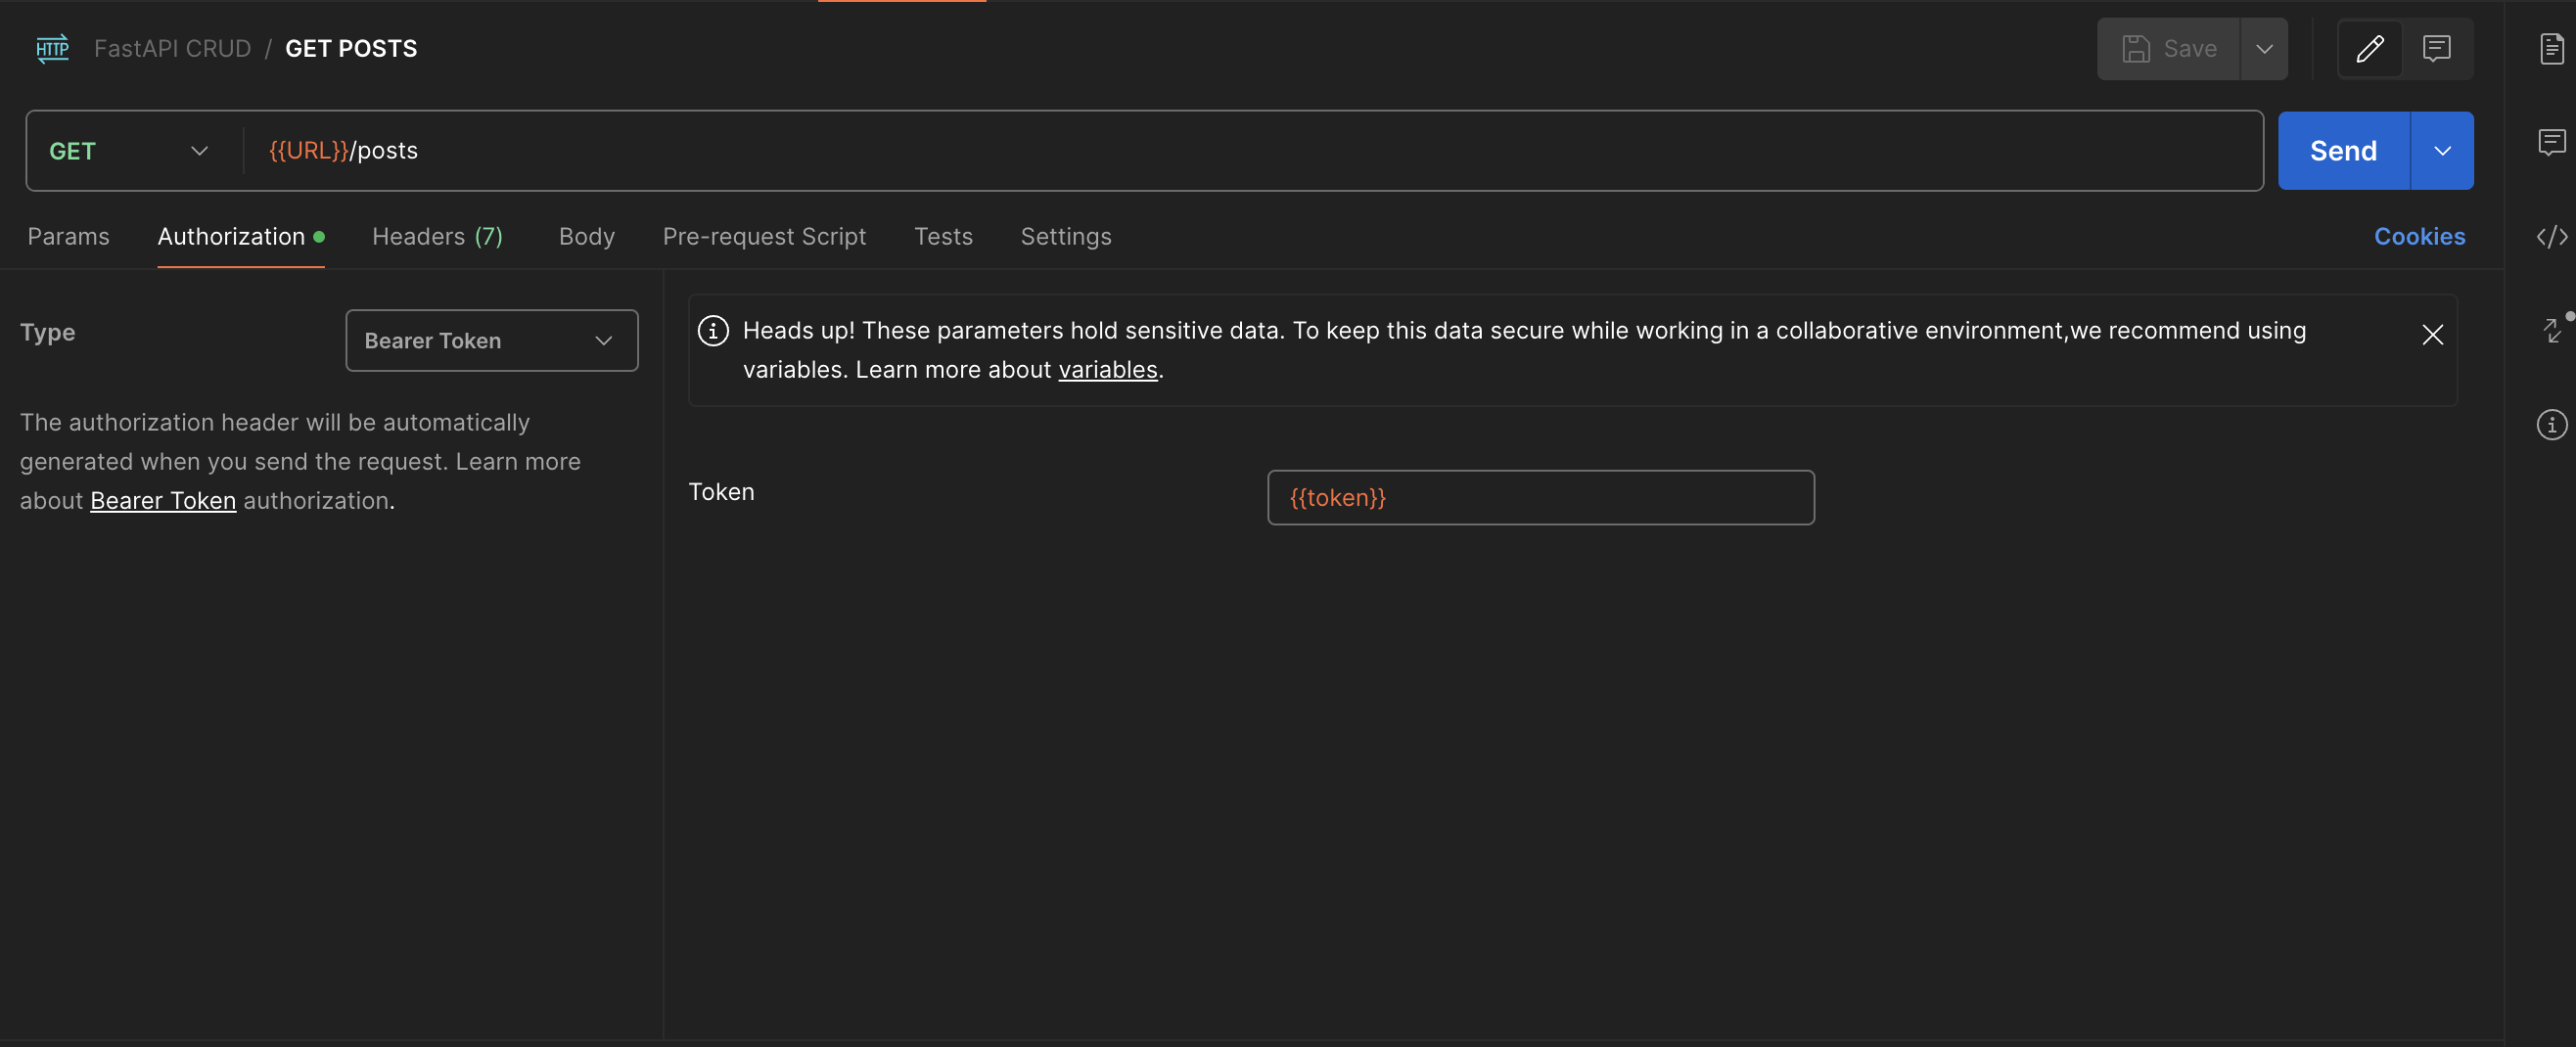 HTTP FastAPI CRUD / GET POSTS
Save
GET {{URL}}/posts
Send
Params Authorization Headers (7) Body Pre-request Script Tests Settings Cookies
Type Bearer Token
The authorization header will be automatically
generated when you send the request. Learn more
about Bearer Token authorization.
Heads up! These parameters hold sensitive data. To keep this data secure while working in a collaborative environment,we recommend using
variables. Learn more about variables.
Token {{token}}